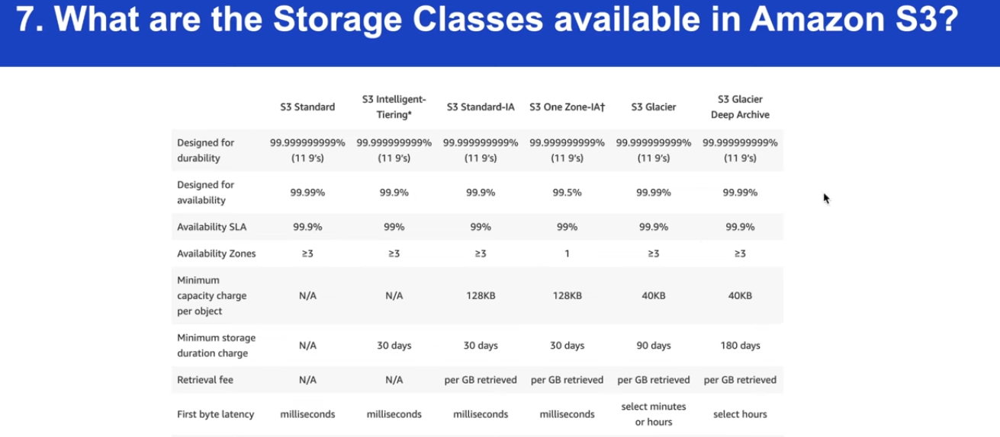 7. What are the Storage Classes available in Amazon S3?
S3 Standard S3 Intelligent-Tiering* S3 Standard-IA S3 One Zone-IA† S3 Glacier S3 Glacier Deep Archive
Designed for durability 99.999999999% (11 9's) 99.999999999% (11 9's) 99.999999999% (11 9's) 99.999999999% (11 9's) 99.999999999% (11 9's) 99.999999999% (11 9's)
Designed for availability 99.99% 99.9% 99.9% 99.5% 99.99% 99.99%
Availability SLA 99.9% 99% 99% 99% 99.9% 99.9%
Availability Zones ≥3 ≥3 ≥3 1 ≥3 ≥3
Minimum capacity charge per object N/A N/A 128KB 128KB 40KB 40KB
Minimum storage duration charge N/A 30 days 30 days 30 days 90 days 180 days
Retrieval fee N/A N/A per GB retrieved per GB retrieved per GB retrieved per GB retrieved
First byte latency milliseconds milliseconds milliseconds milliseconds select minutes or hours select hours